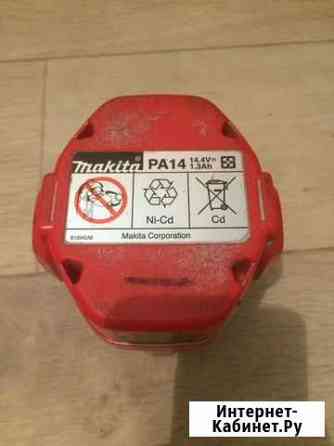 makita PA14 14.4V 1.3Ah
Ni-Cd Cd
Makita Corporation
Интернет-
Кабинет.Ру